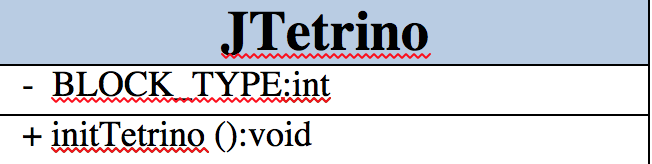 JTetrino
- BLOCK_TYPE:int
+ initTetrino ():void